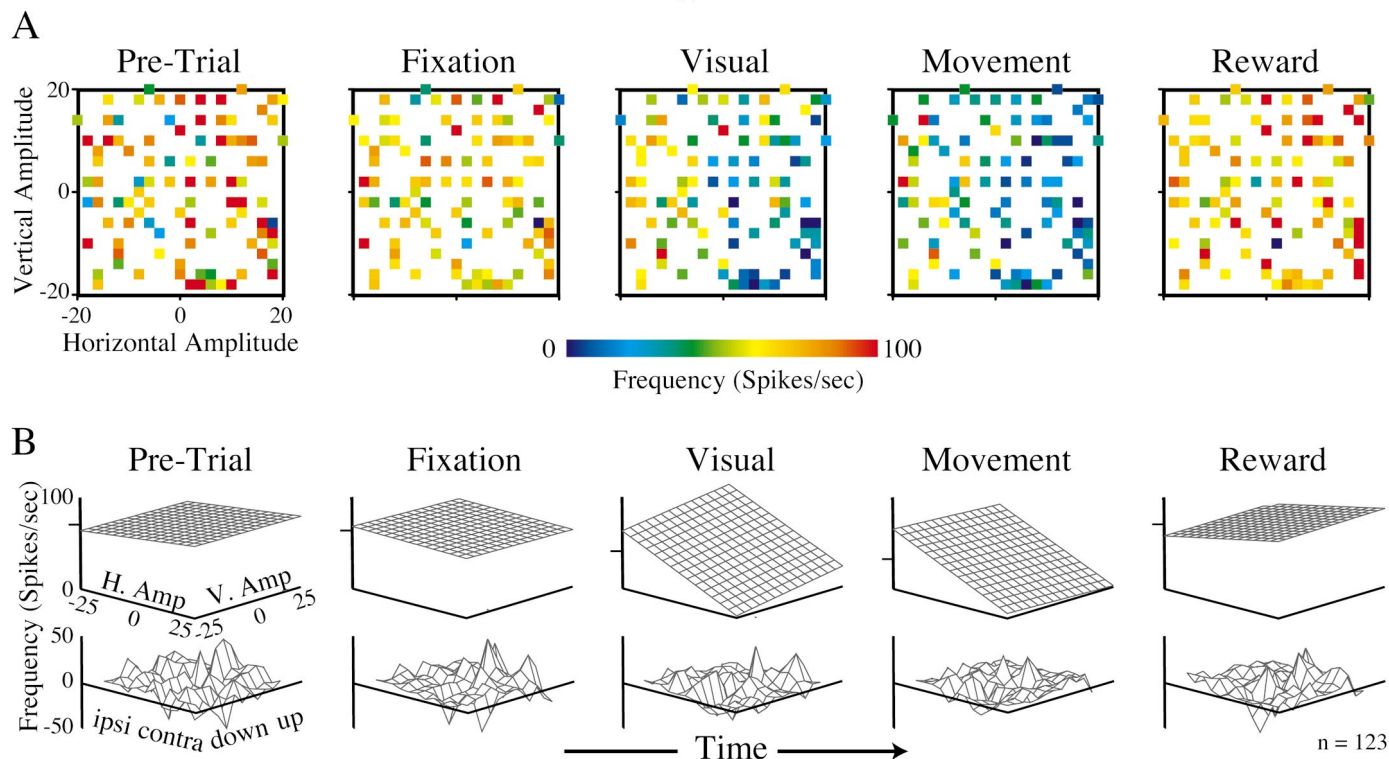 A
Pre-Trial Fixation Visual Movement Reward
20
0
-20
Vertical Amplitude
-20 0 20
Horizontal Amplitude
0 100
Frequency (Spikes/sec)
B
Pre-Trial Fixation Visual Movement Reward
100
0
Frequency (Spikes/sec)
H. Amp V. Amp
-25 0 25 -25 0 25
50
0
-50
ipsi contra down up
Time
n = 123